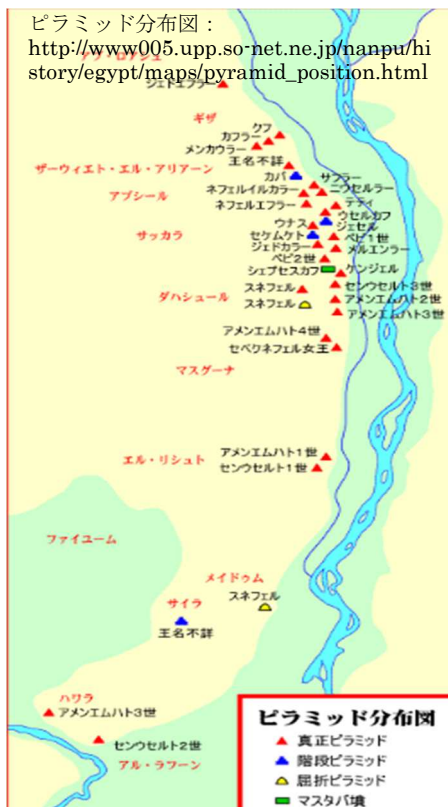 ピラミッド分布図：
http://www005.upp.so-net.ne.jp/nanpu/hi
story/egypt/maps/pyramid_position.html
ジェドエフラー
ギザ
クフ
カフラー
メンカウラー
王名不詳
ザーウィエト・エル・アリアーン
カバ
サフラー
アブシール
ネフェルイルカラー
ニウセルラー
ネフェルエフラー
テティ
ウセルカフ
ウナス
ジェセル
サッカラ
セケムケト
ペピ1世
ジェドカラー
メルエンラー
ペピ2世
シェプセスカフ
ケンジェル
スネフェル
センウセルト3世
ダハシュール
スネフェル
アメンエムハト2世
アメンエムハト3世
アメンエムハト4世
セベクネフェル女王
マスグーナ
アメンエムハト1世
エル・リシュト
センウセルト1世
ファイユーム
メイドゥム
スネフェル
サイラ
王名不詳
ハワラ
アメンエムハト3世
センウセルト2世
アル・ラフーン
ピラミッド分布図
真正ピラミッド
階段ピラミッド
屈折ピラミッド
マスタバ墳